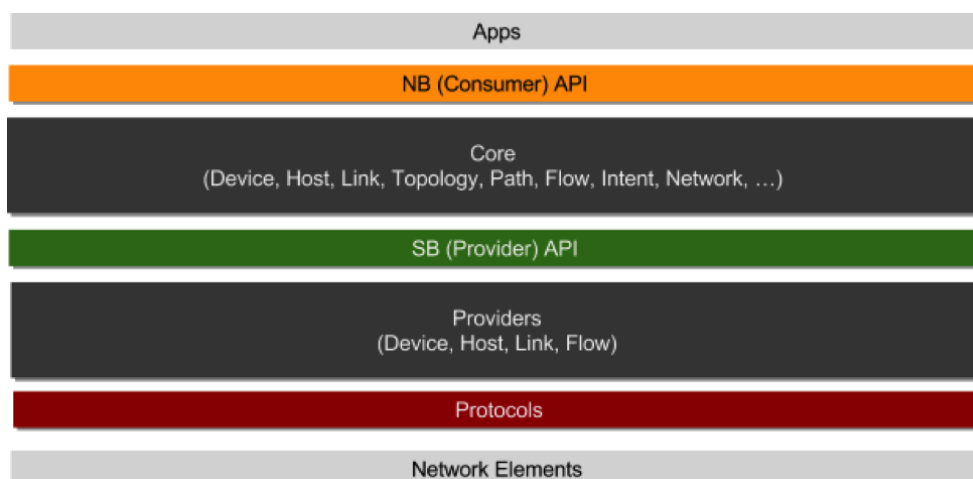 Apps
NB (Consumer) API
Core
(Device, Host, Link, Topology, Path, Flow, Intent, Network, …)
SB (Provider) API
Providers
(Device, Host, Link, Flow)
Protocols
Network Elements